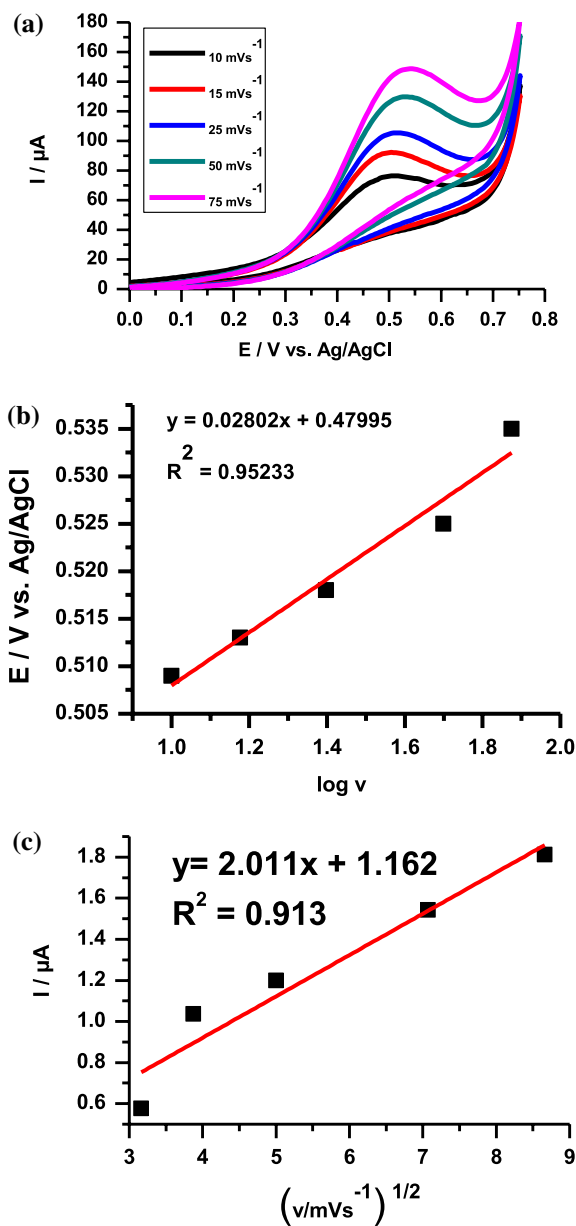 (a)
180
160
140
120
100
80
60
40
20
0
I / µA
10 mVs⁻¹
15 mVs⁻¹
25 mVs⁻¹
50 mVs⁻¹
75 mVs⁻¹
0.0 0.1 0.2 0.3 0.4 0.5 0.6 0.7 0.8
E / V vs. Ag/AgCl
(b)
y = 0.02802x + 0.47995
R² = 0.95233
0.535
0.530
0.525
0.520
0.515
0.510
0.505
E / V vs. Ag/AgCl
1.0 1.2 1.4 1.6 1.8 2.0
log v
(c)
y= 2.011x + 1.162
R² = 0.913
1.8
1.6
1.4
1.2
1.0
0.8
0.6
I / µA
3 4 5 6 7 8 9
(v/mVs⁻¹) ¹/²